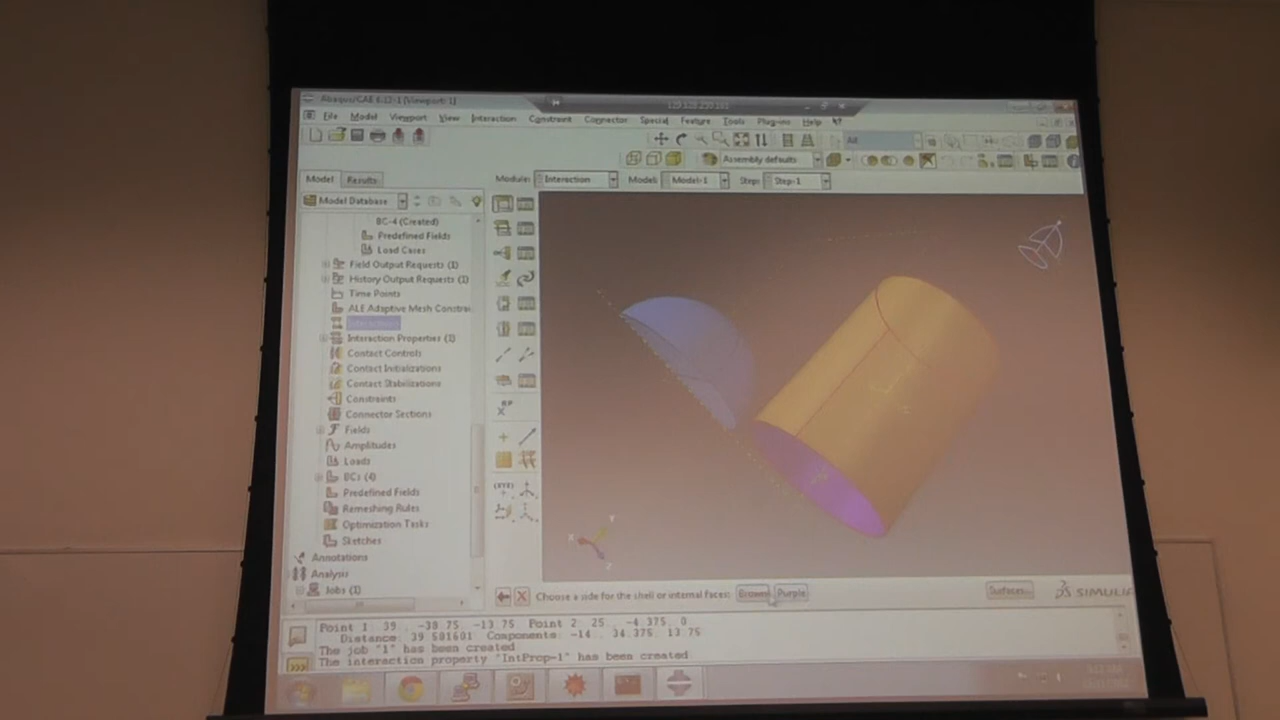 Abaqus/CAE 6.12-1 [Viewport: 1]
File Model Viewport View Interaction Constraint Connector Special Feature Tools Plug-ins Help
All
Assembly defaults
Model Results Module: Interaction Model: Model-1 Step: Step-1
Model Database
BC-4 (Created)
Predefined Fields
Load Cases
Field Output Requests (1)
History Output Requests (1)
Time Points
ALE Adaptive Mesh Constrai
Interaction Properties (1)
Contact Controls
Contact Initializations
Contact Stabilizations
Constraints
Connector Sections
Fields
Amplitudes
Loads
BCs (4)
Predefined Fields
Remeshing Rules
Optimization Tasks
Sketches
Annotations
Analysis
Jobs (1)
RP
(XYZ)
Y
X
Z
Choose a side for the shell or internal faces: Brown Purple Surfaces...
SIMULIA
Point 1: 39., -38.75, -13.75 Point 2: 25., -4.375, 0.
Distance: 39.581601 Components: -14., 34.375, 13.75
The job "1" has been created.
The interaction property "IntProp-1" has been created.